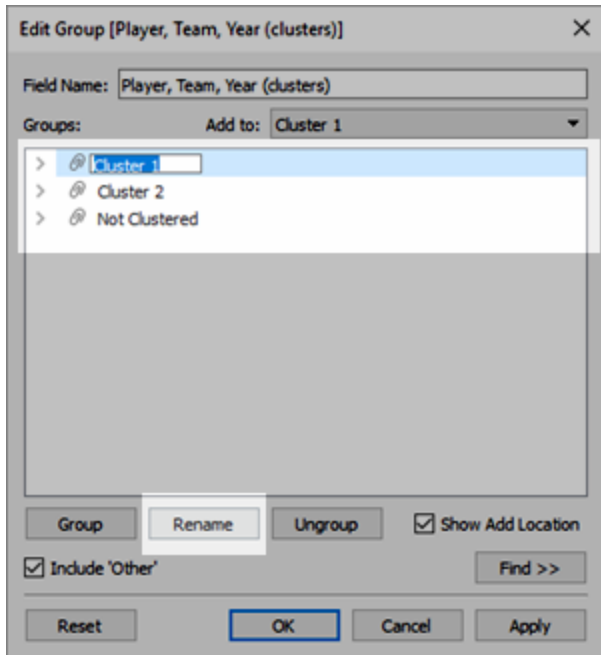 Edit Group [Player, Team, Year (clusters)]
Field Name: Player, Team, Year (clusters)
Groups: Add to: Cluster 1
Cluster 1
Cluster 2
Not Clustered
Group Rename Ungroup Show Add Location
Include 'Other' Find >>
Reset OK Cancel Apply